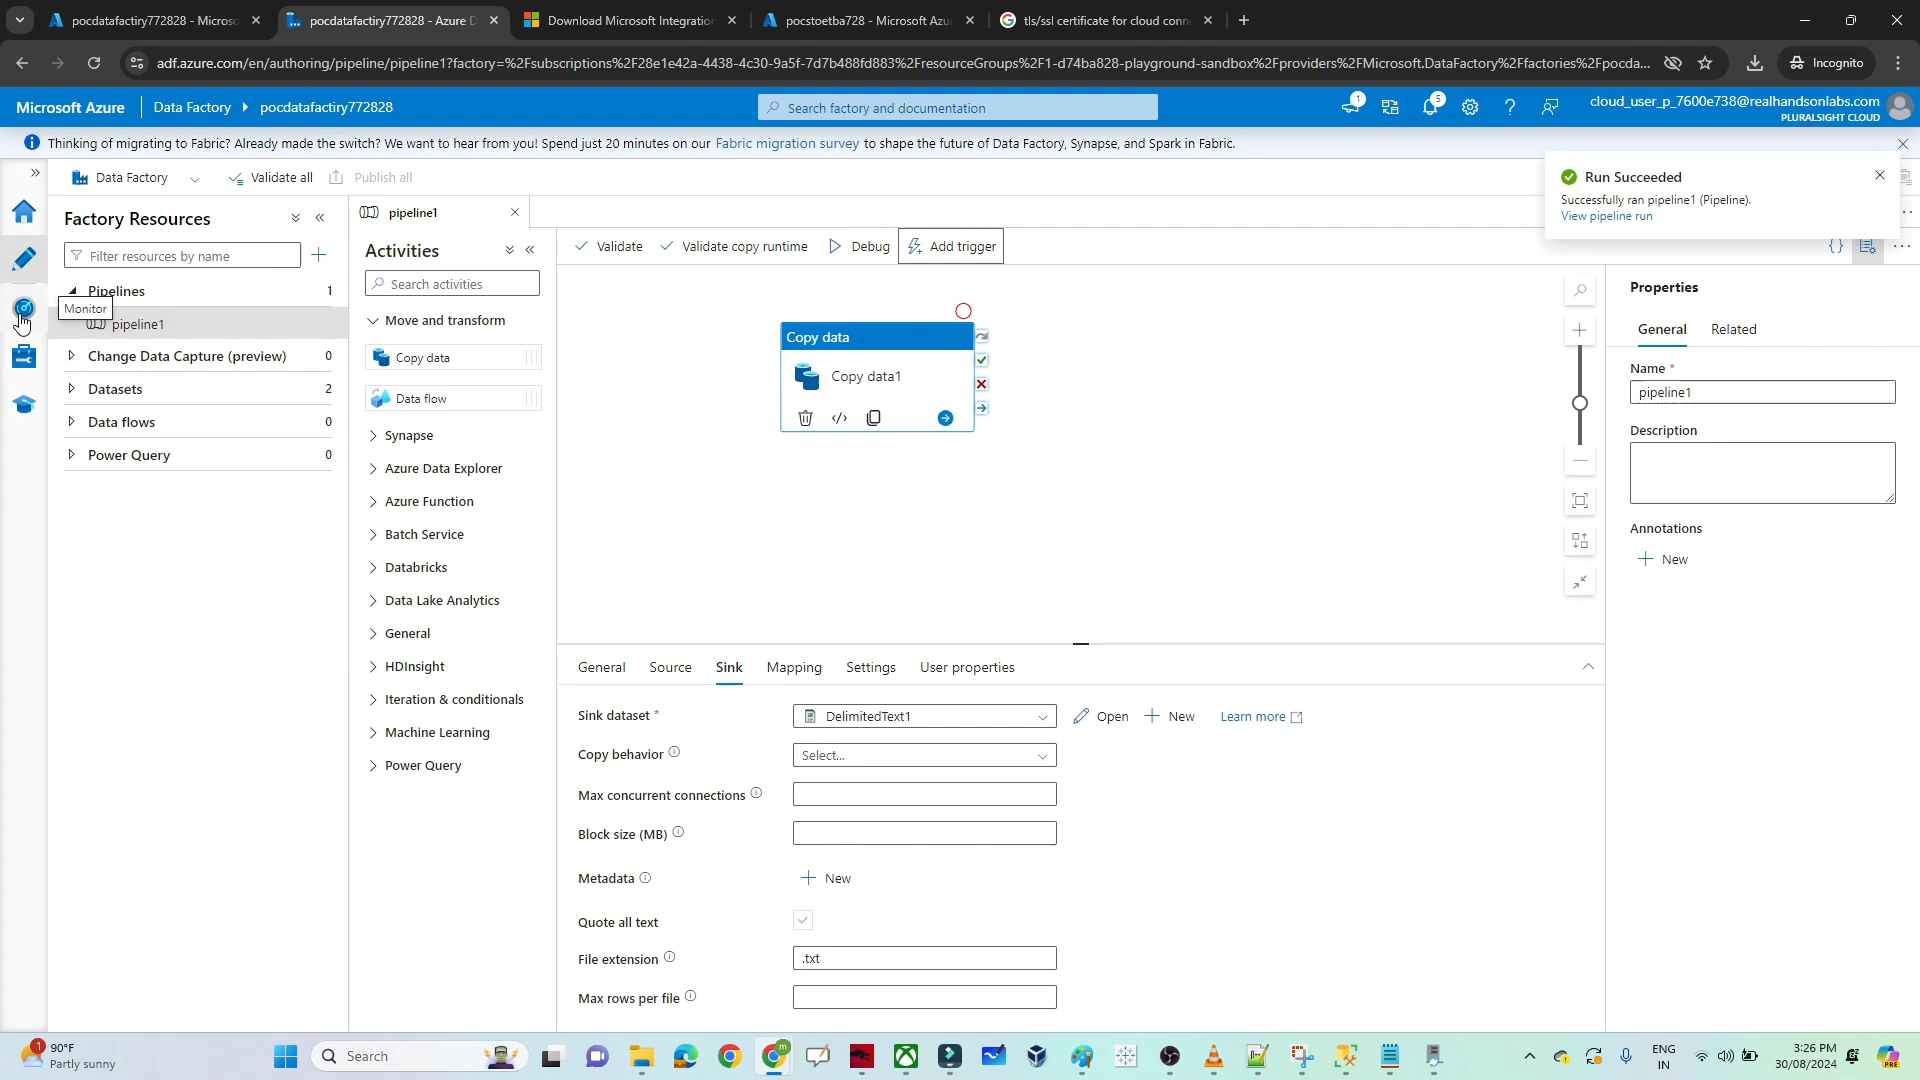 pocdatafactiry772828 - Microso
pocdatafactiry772828 - Azure D
Download Microsoft Integration
pocstoetba728 - Microsoft Azur
tls/ssl certificate for cloud conn
adf.azure.com/en/authoring/pipeline/pipeline1?factory=%2Fsubscriptions%2F28e1e42a-4438-4c30-9a5f-7d7b488fd883%2FresourceGroups%2F1-d74ba828-playground-sandbox%2Fproviders%2FMicrosoft.DataFactory%2Ffactories%2Fpocda...
Incognito
Microsoft Azure
Data Factory
pocdatafactiry772828
Search factory and documentation
1
5
cloud_user_p_7600e738@realhandsonlabs.com
PLURALSIGHT CLOUD
Thinking of migrating to Fabric? Already made the switch? We want to hear from you! Spend just 20 minutes on our Fabric migration survey to shape the future of Data Factory, Synapse, and Spark in Fabric.
Data Factory
Validate all
Publish all
Run Succeeded
Successfully ran pipeline1 (Pipeline).
View pipeline run
Factory Resources
Filter resources by name
Pipelines
1
Monitor
pipeline1
Change Data Capture (preview)
0
Datasets
2
Data flows
0
Power Query
0
pipeline1
Activities
Search activities
Move and transform
Copy data
Data flow
Synapse
Azure Data Explorer
Azure Function
Batch Service
Databricks
Data Lake Analytics
General
HDInsight
Iteration & conditionals
Machine Learning
Power Query
Validate
Validate copy runtime
Debug
Add trigger
Copy data
Copy data1
General
Source
Sink
Mapping
Settings
User properties
Sink dataset *
DelimitedText1
Open
New
Learn more
Copy behavior
Select...
Max concurrent connections
Block size (MB)
Metadata
New
Quote all text
File extension
.txt
Max rows per file
Properties
General
Related
Name *
pipeline1
Description
Annotations
New
1
90°F
Partly sunny
Search
ENG
IN
3:26 PM
30/08/2024
PRE